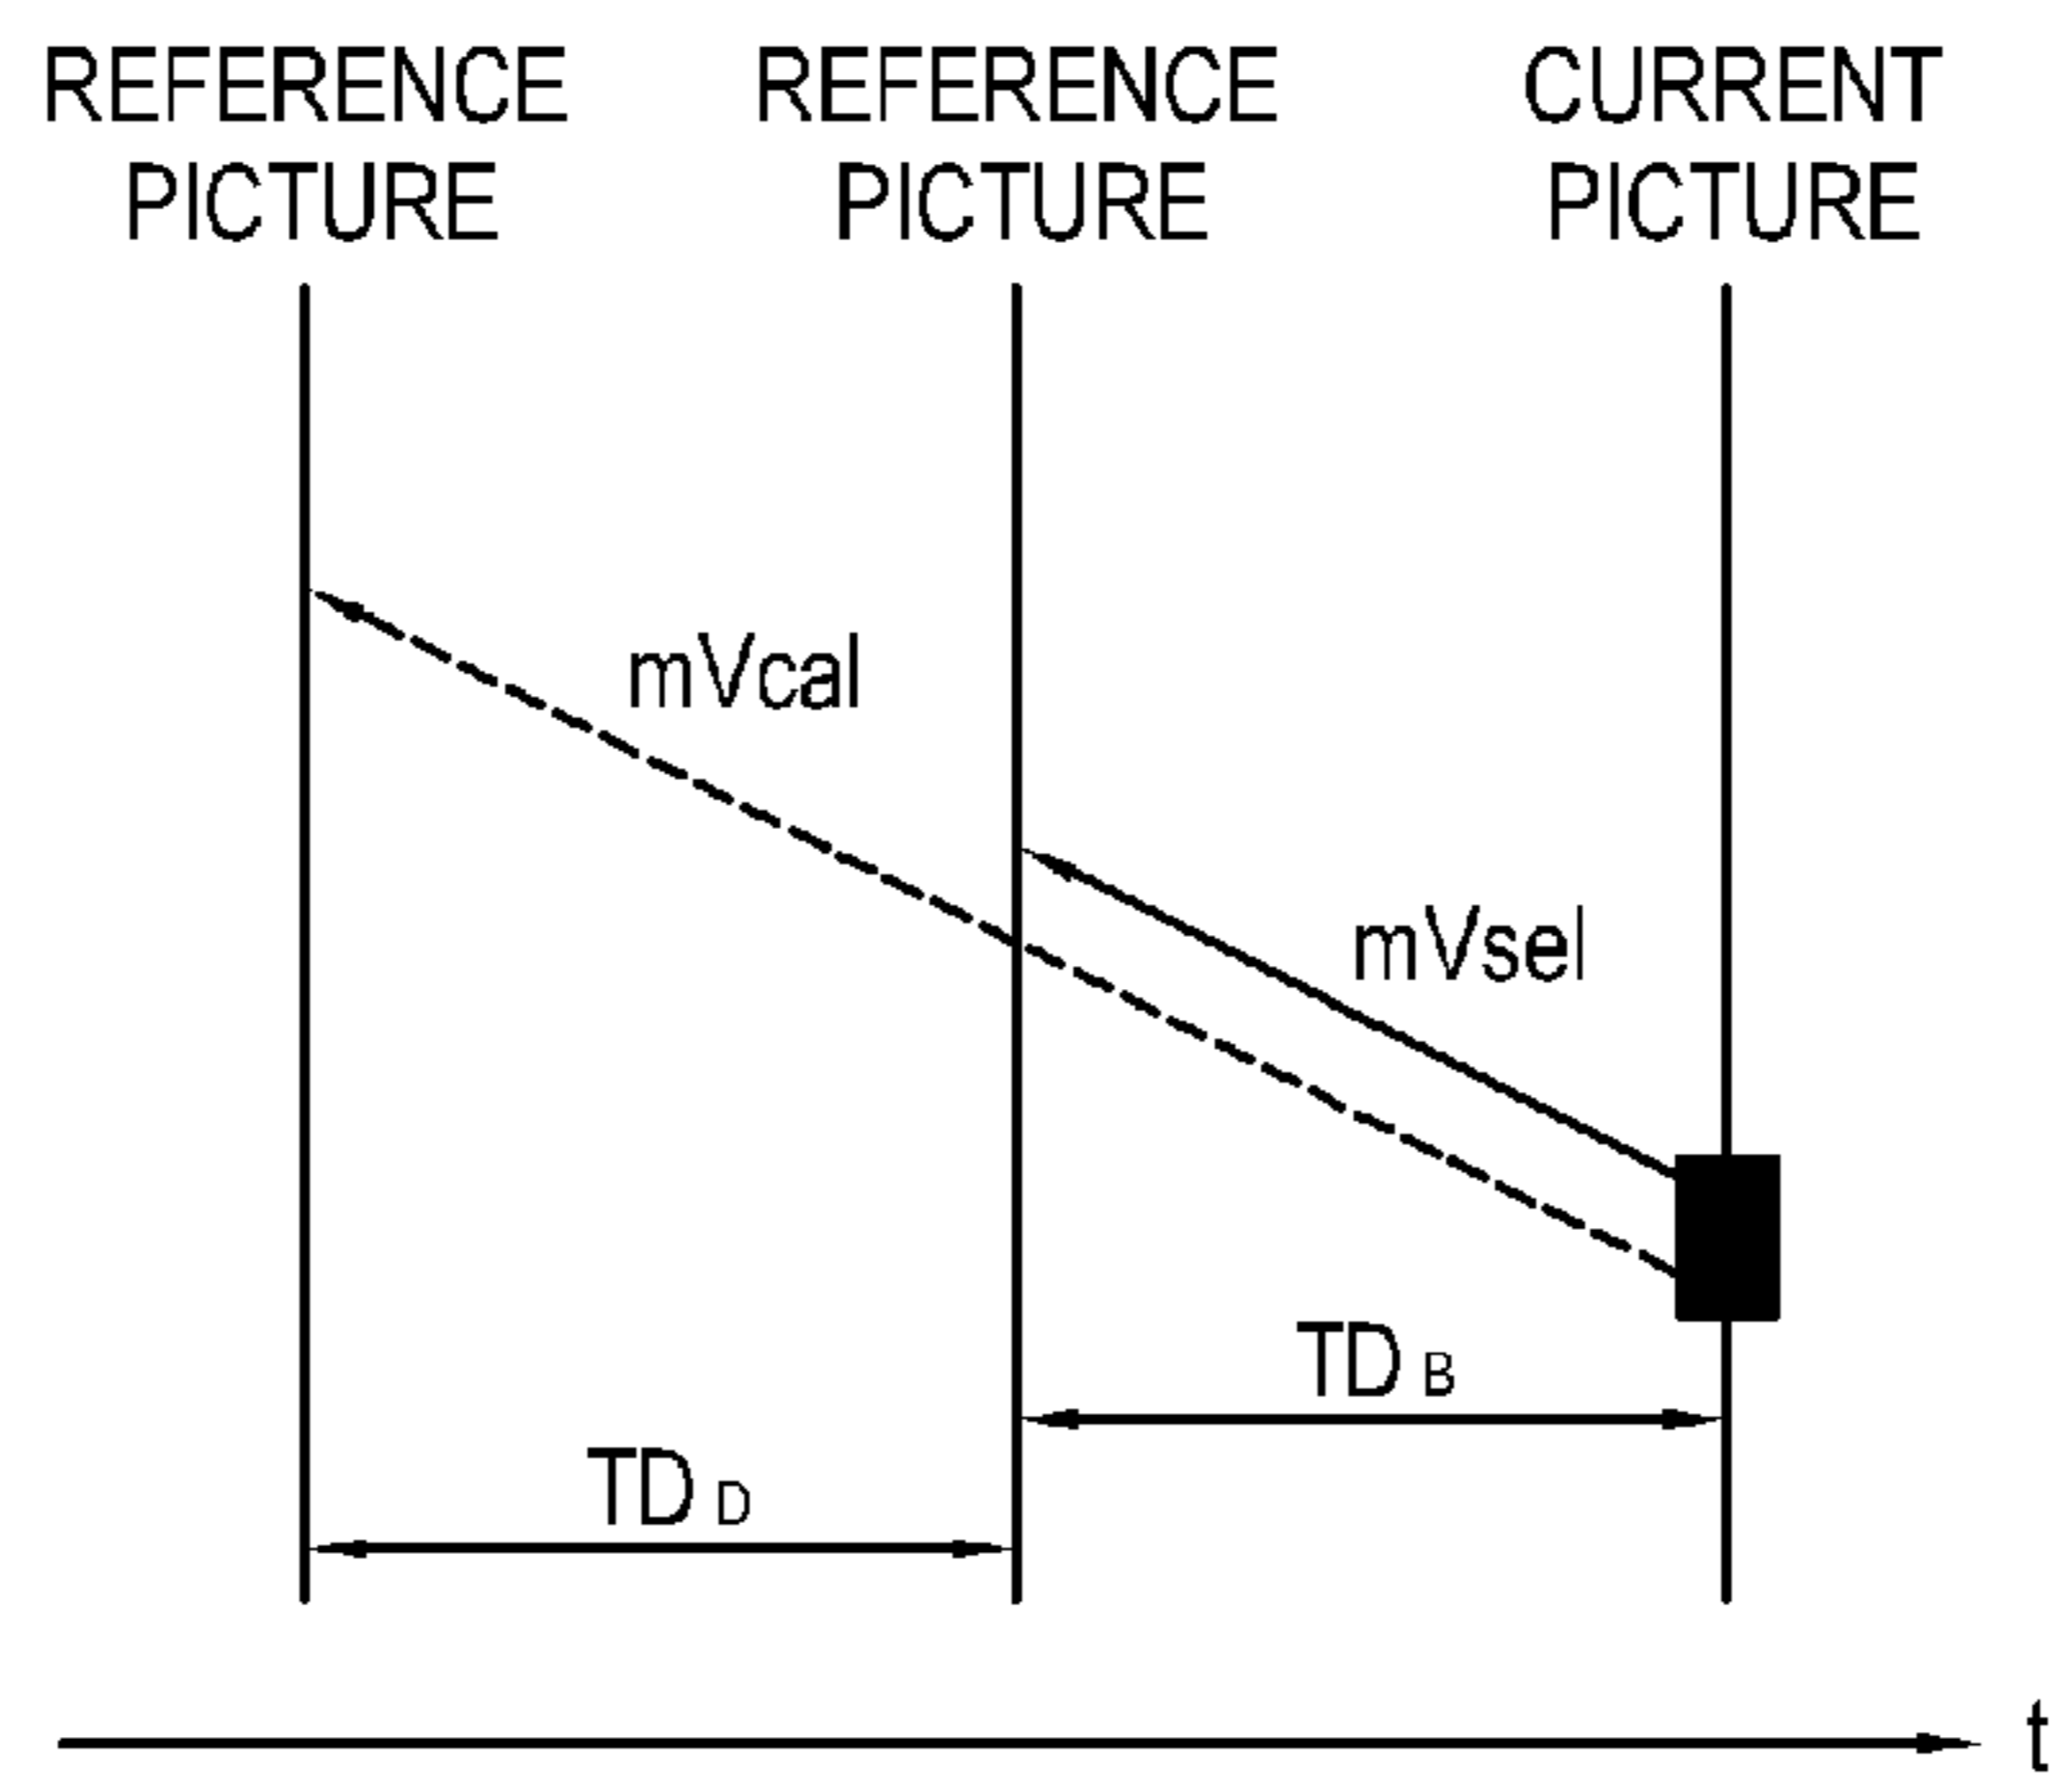 REFERENCE PICTURE
REFERENCE PICTURE
CURRENT PICTURE
mVcal
mVsel
TD B
TD D
t